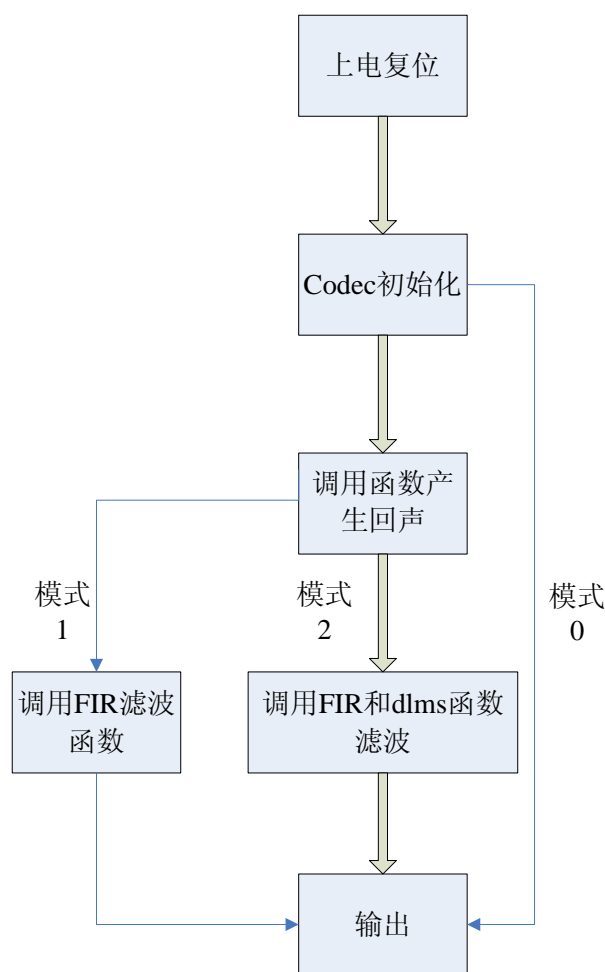 上电复位
Codec初始化
调用函数产
生回声
模式
1
模式
2
模式
0
调用FIR滤波
函数
调用FIR和dlms函数
滤波
输出